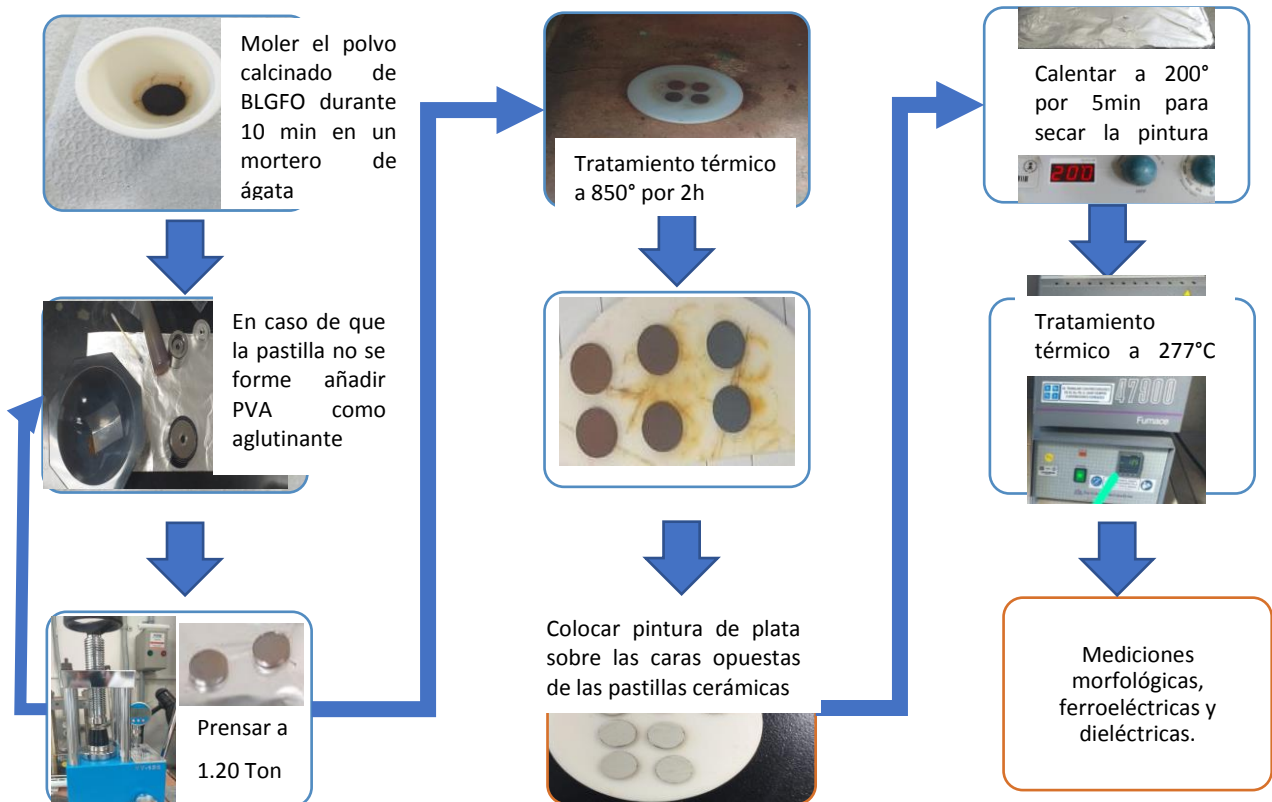 Moler el polvo
calcinado de
BLGFO durante
10 min en un
mortero de
ágata
En caso de que
la pastilla no se
forme añadir
PVA como
aglutinante
Prensar a
1.20 Ton
Tratamiento térmico
a 850° por 2h
Colocar pintura de plata
sobre las caras opuestas
de las pastillas cerámicas
Calentar a 200°
por 5min para
secar la pintura
200
Tratamiento
térmico a 277°C
47900
Furnace
Mediciones
morfológicas,
ferroeléctricas y
dieléctricas.